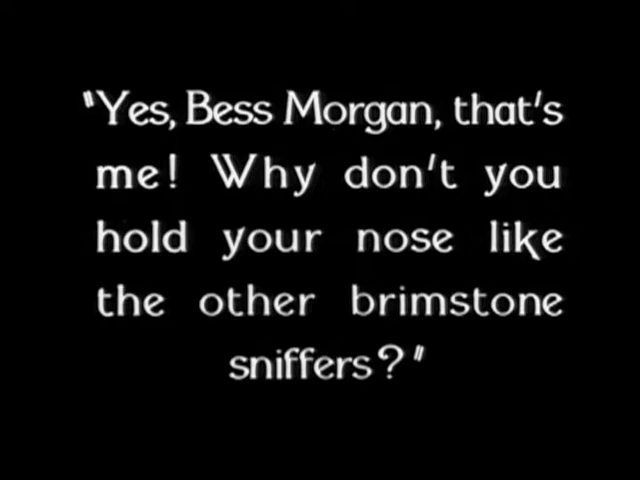 "Yes, Bess Morgan, that's
me! Why don't you
hold your nose like
the other brimstone
sniffers?"